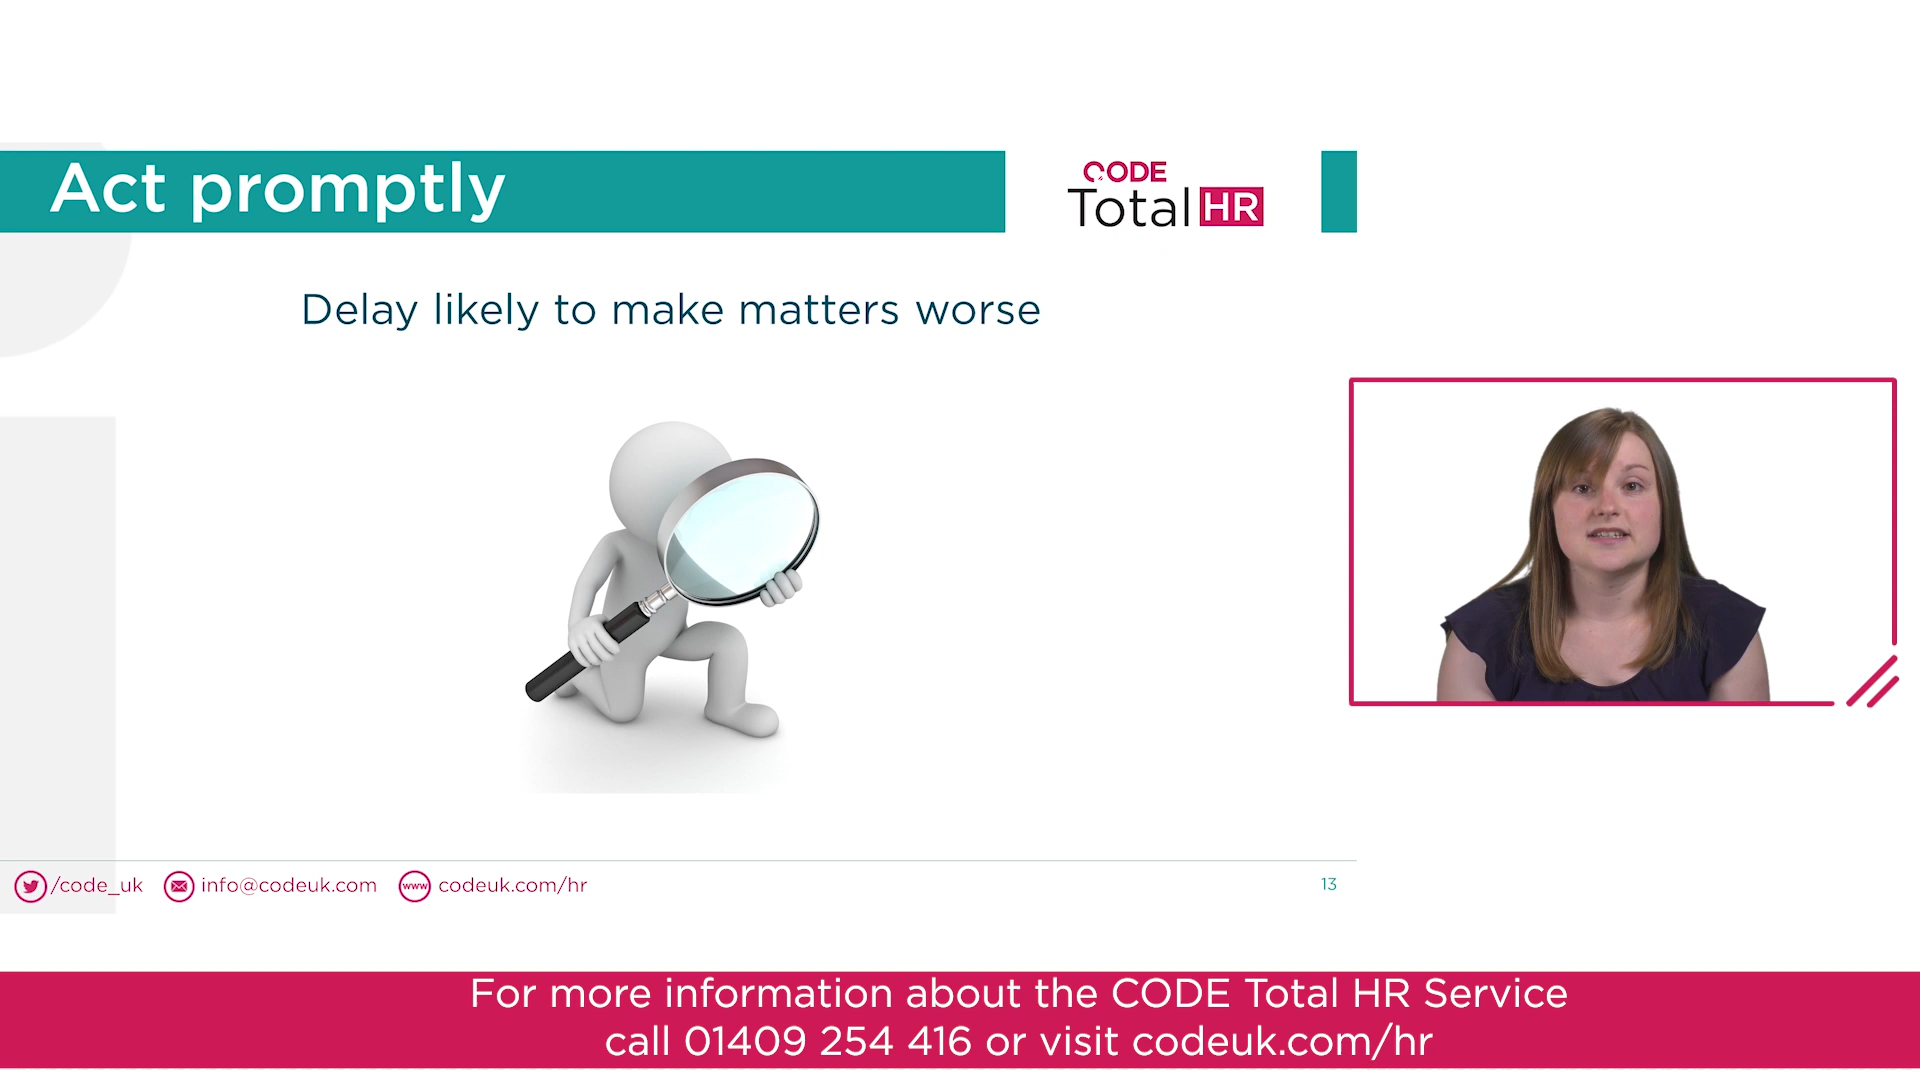 Act promptly
CODE
Total HR
Delay likely to make matters worse
/code_uk
info@codeuk.com
www
codeuk.com/hr
13
For more information about the CODE Total HR Service
call 01409 254 416 or visit codeuk.com/hr